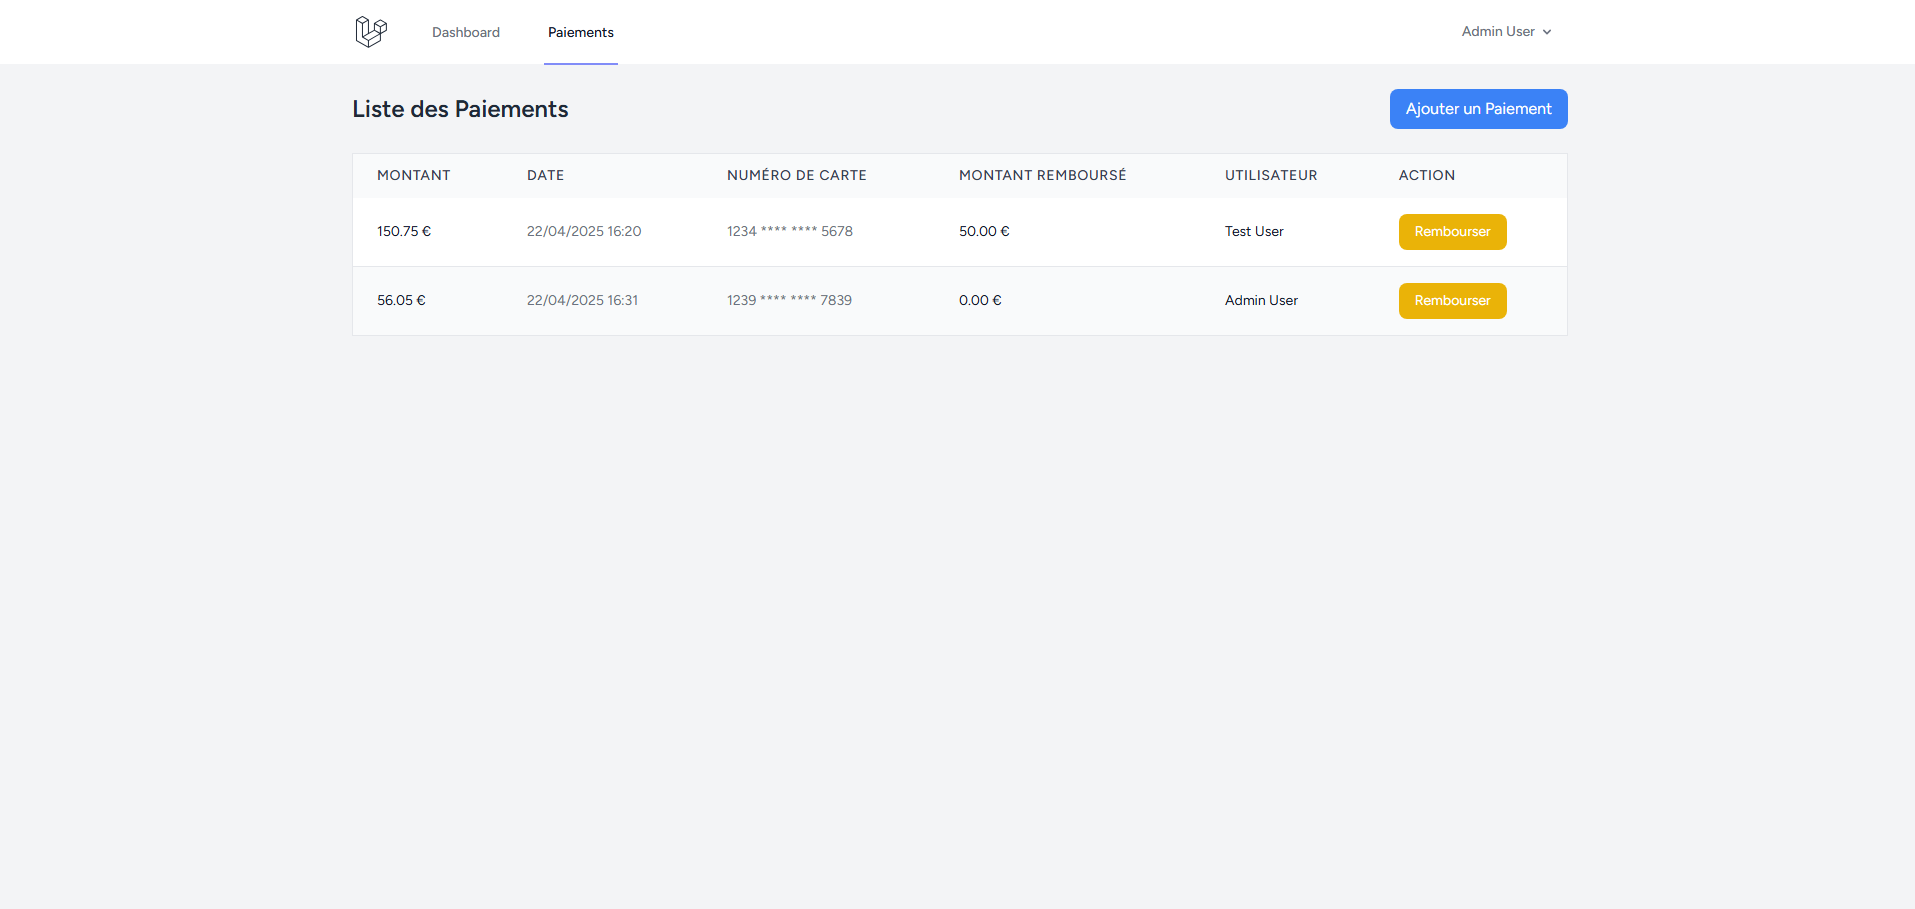 Dashboard Paiements Admin User
Liste des Paiements Ajouter un Paiement
MONTANT DATE NUMÉRO DE CARTE MONTANT REMBOURSÉ UTILISATEUR ACTION
150.75 € 22/04/2025 16:20 1234 **** **** 5678 50.00 € Test User Rembourser
56.05 € 22/04/2025 16:31 1239 **** **** 7839 0.00 € Admin User Rembourser